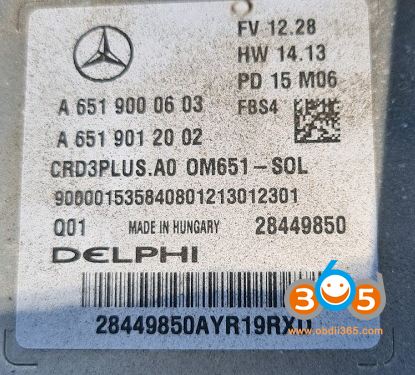 FV 12.28
HW 14.13
PD 15 M06
A 651 900 06 03
FBS4
A 651 901 20 02
CRD3PLUS.A0 OM651-SOL
900001535840801213012301
Q01 MADE IN HUNGARY 28449850
DELPHI
365
www.obdii365.com